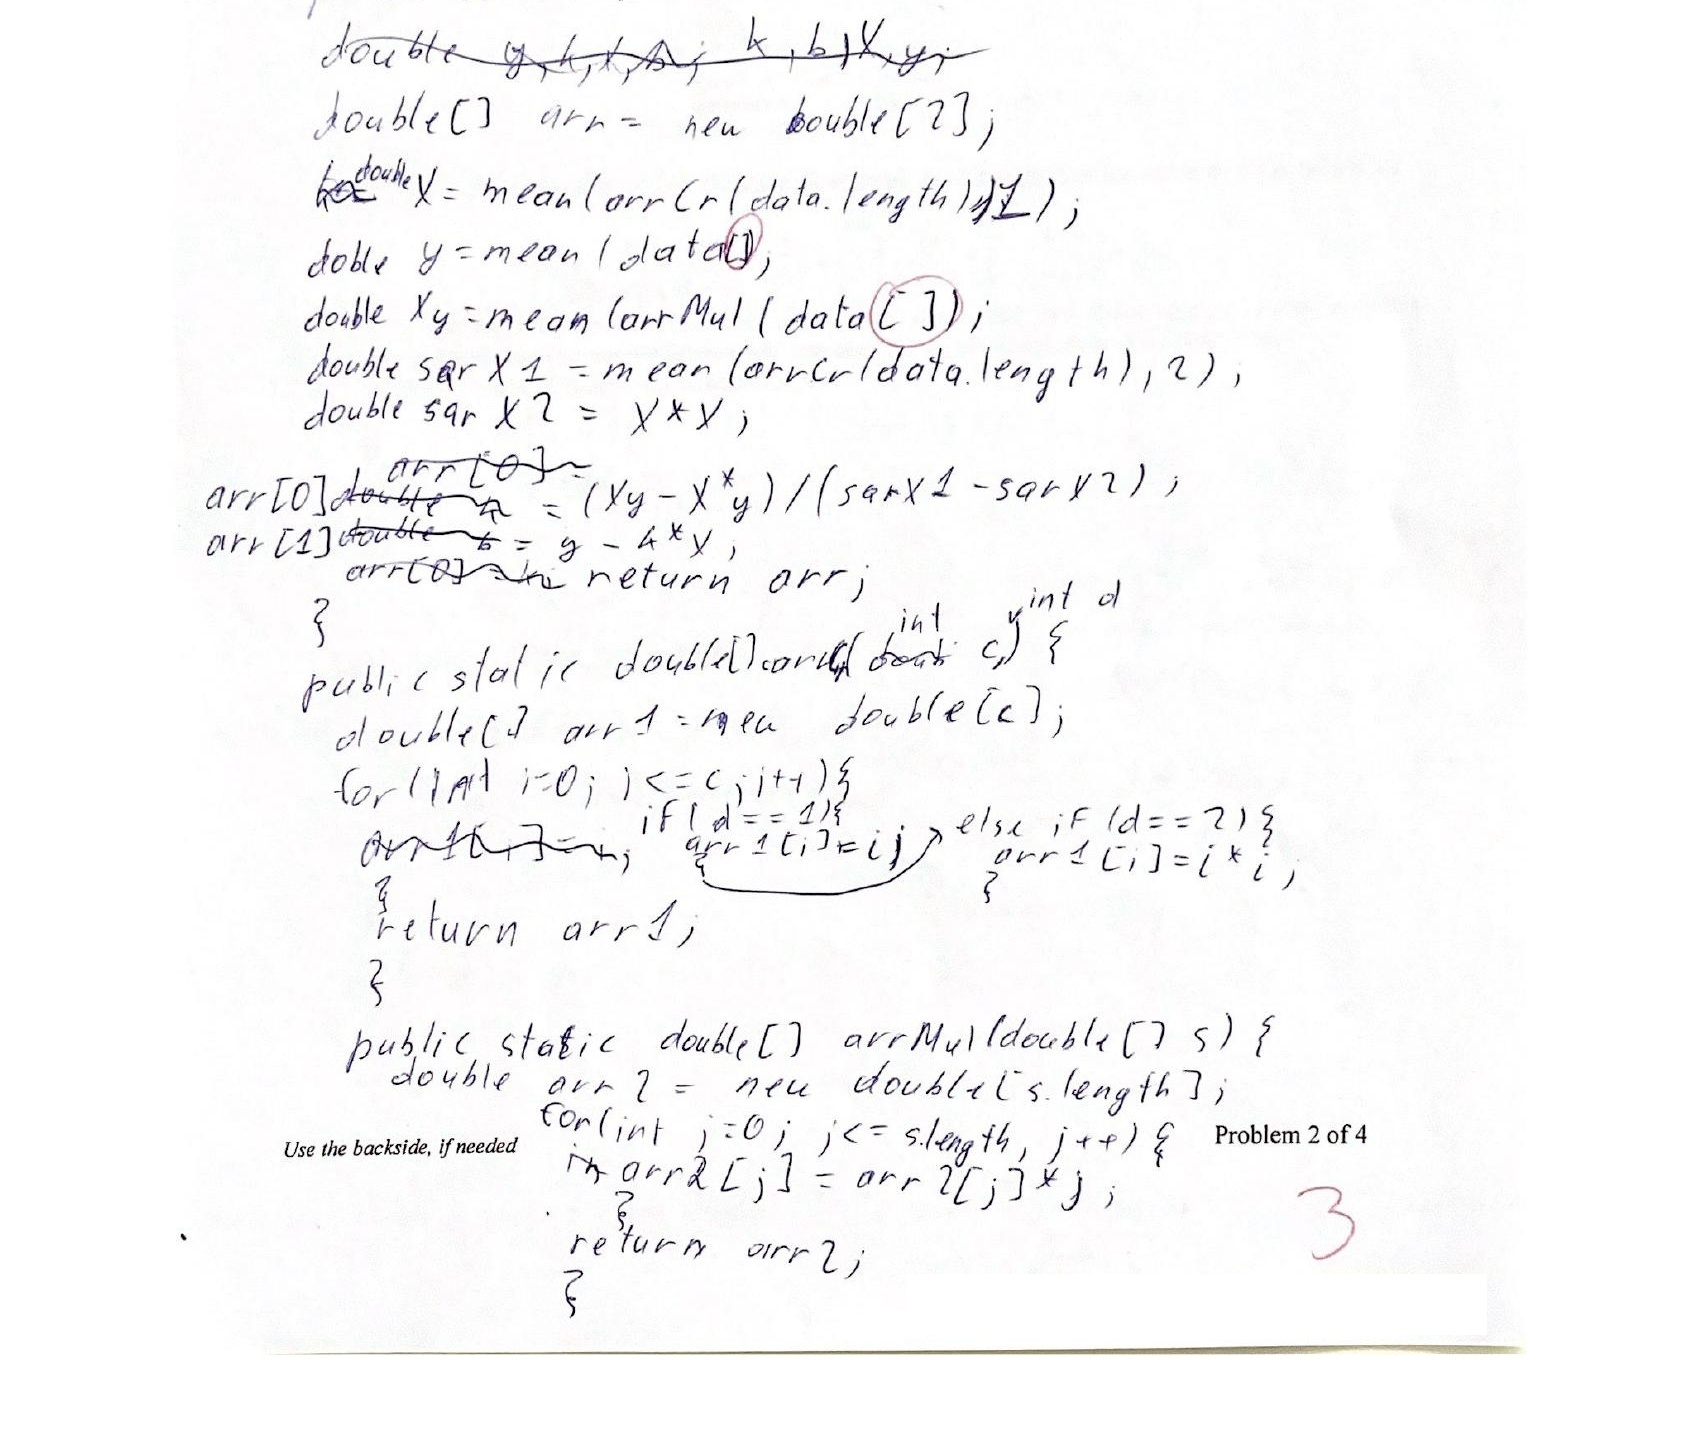 double y, k, x, b; k, b, X, y;
double[] arr = new double[2];
double X = mean(arrCr(data.length),1);
doble y = mean(data[]);
double Xy = mean(arrMul(data[]);
double sqrX1 = mean(arrCr(data.length),2);
double sqrX2 = X*X;
arr[0] =
arr[0] double k = (Xy - X*y)/(sqrX1 - sqrX2);
arr[1] double b = y - k*X;
arr[0] = k; return arr;
}
int int d
public static double[] arrCr( c,) {
double[] arr1 = new double[c];
for (int i=0; i<=c; i++){
if(d==1){ else if (d==2){
arr1[i]=i; arr1[i]=i; arr1[i]=i*i;
} }
}
return arr1;
}
public static double[] arrMul(double[] s) {
double arr2 = new double[s.length];
for(int j=0; j<=s.length, j++) {
Use the backside, if needed Problem 2 of 4
arr2[j] = arr2[j]*j;
3
}
return arr2;
}